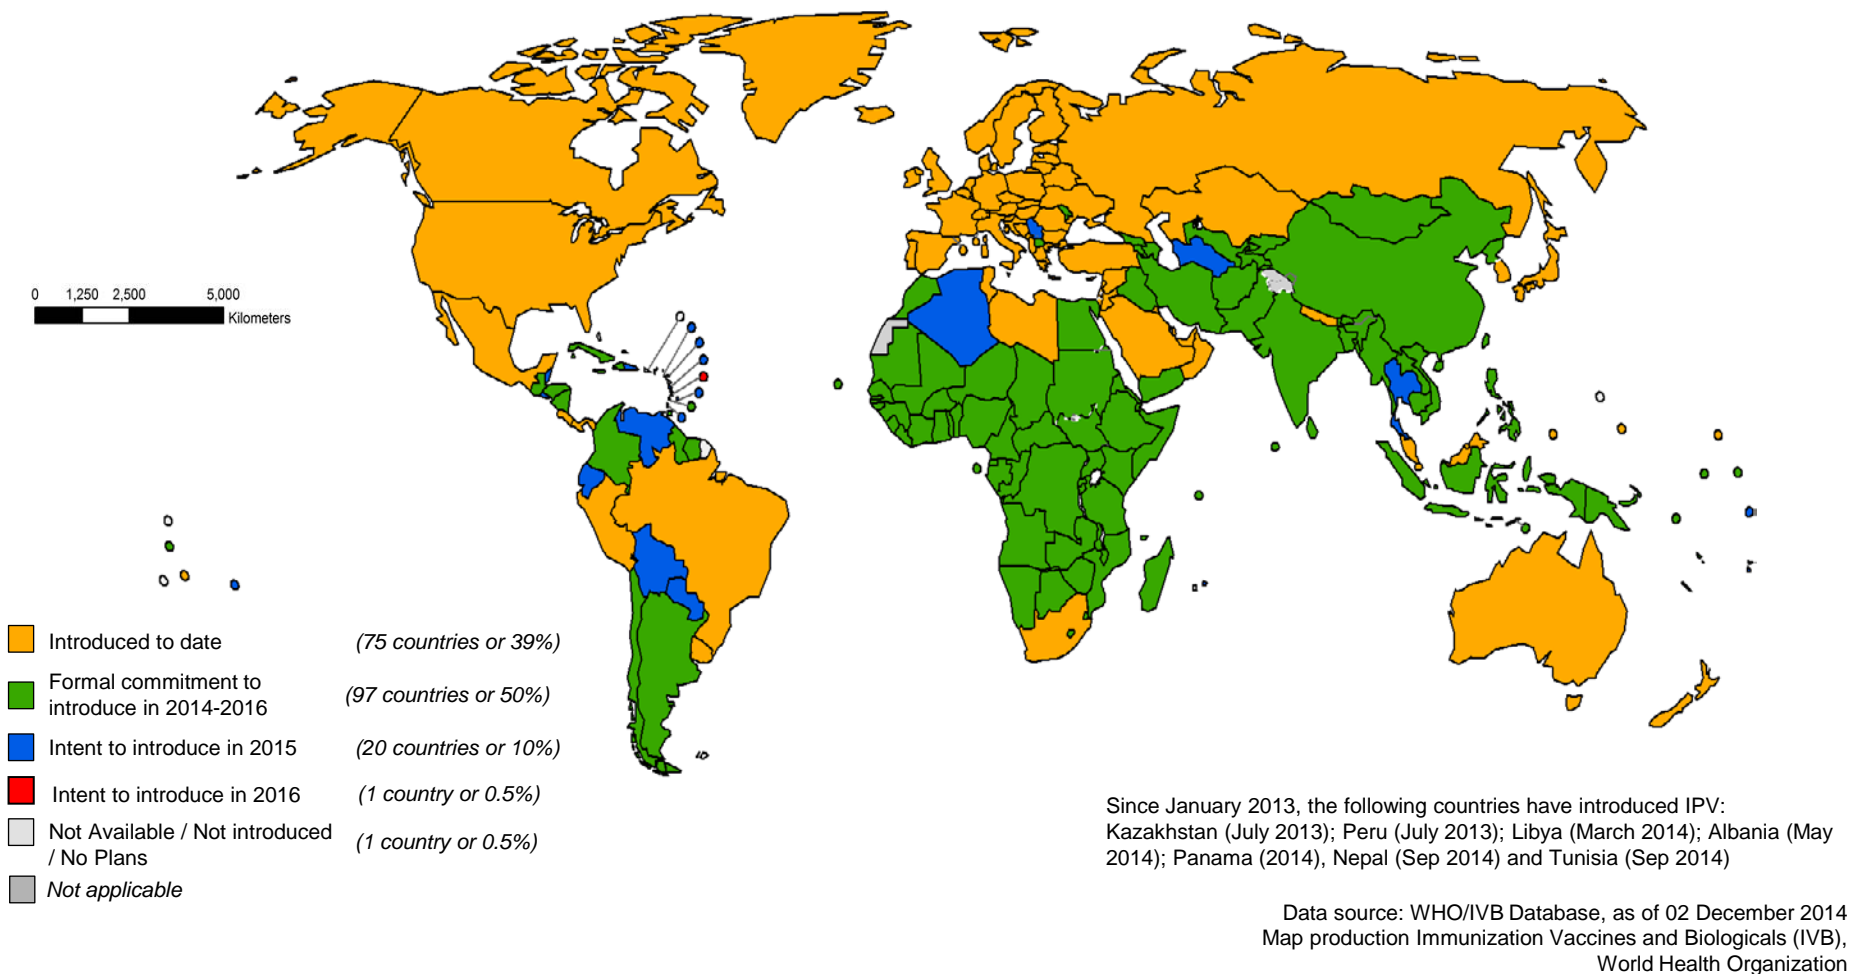 0 1,250 2,500 5,000
Kilometers
Introduced to date (75 countries or 39%)
Formal commitment to
introduce in 2014-2016 (97 countries or 50%)
Intent to introduce in 2015 (20 countries or 10%)
Intent to introduce in 2016 (1 country or 0.5%)
Not Available / Not introduced
/ No Plans (1 country or 0.5%)
Not applicable
Since January 2013, the following countries have introduced IPV:
Kazakhstan (July 2013); Peru (July 2013); Libya (March 2014); Albania (May
2014); Panama (2014), Nepal (Sep 2014) and Tunisia (Sep 2014)
Data source: WHO/IVB Database, as of 02 December 2014
Map production Immunization Vaccines and Biologicals (IVB),
World Health Organization